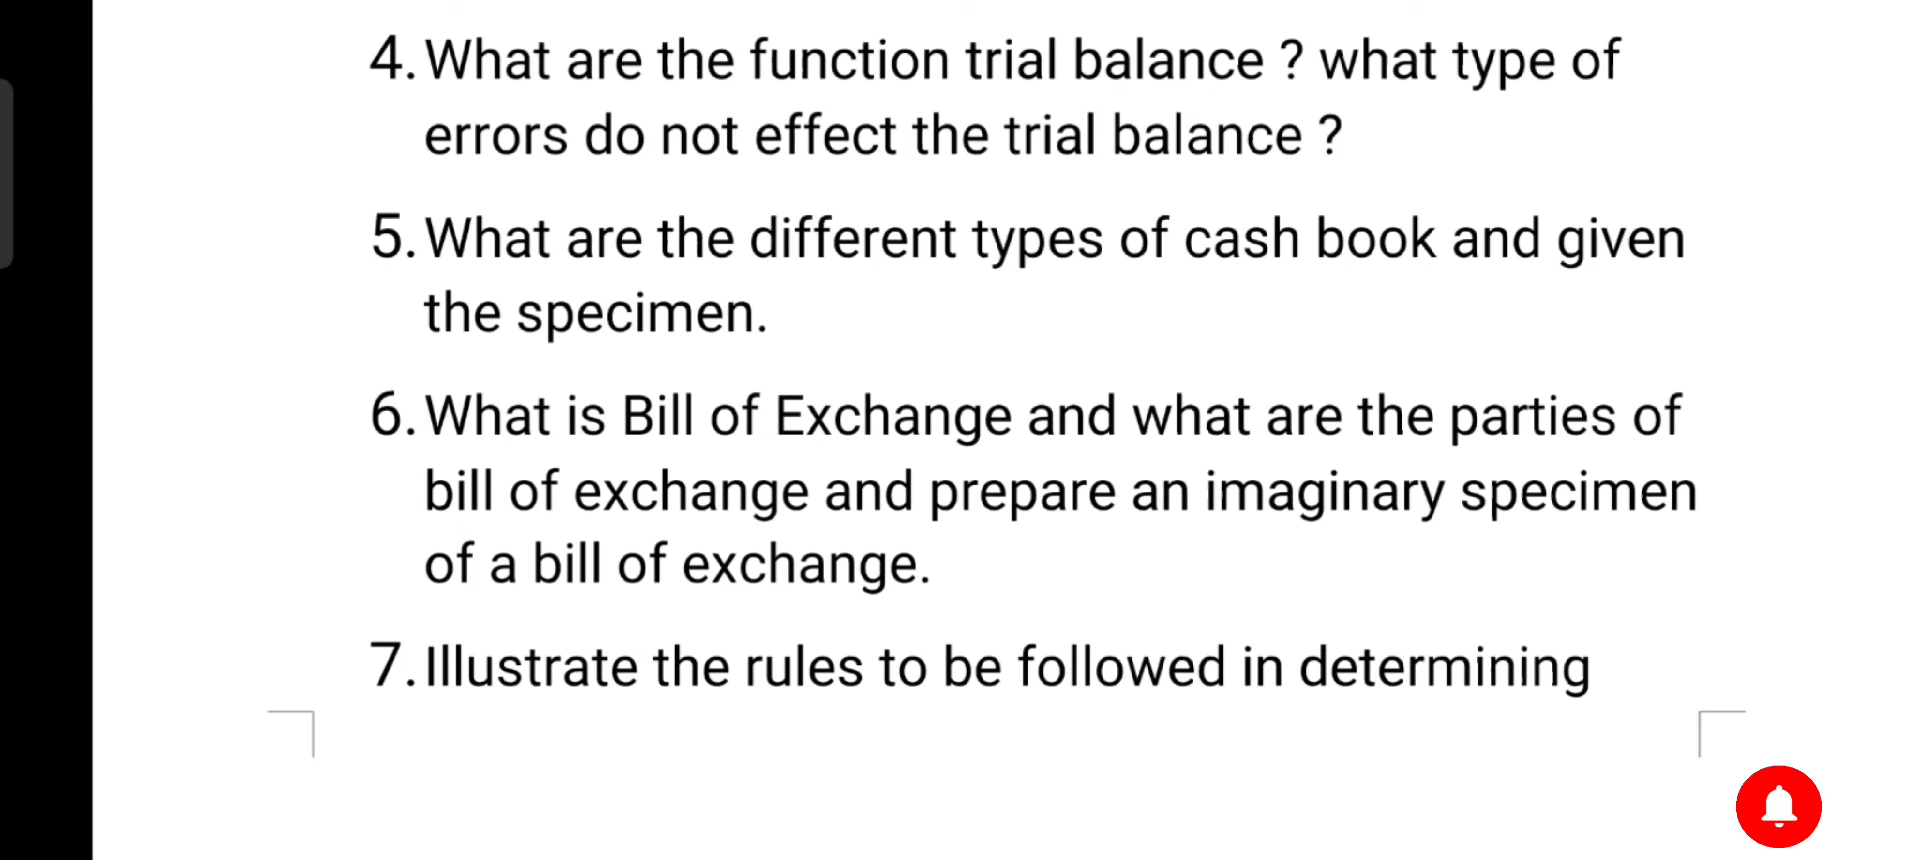 4. What are the function trial balance ? what type of
errors do not effect the trial balance ?
5. What are the different types of cash book and given
the specimen.
6. What is Bill of Exchange and what are the parties of
bill of exchange and prepare an imaginary specimen
of a bill of exchange.
7. Illustrate the rules to be followed in determining